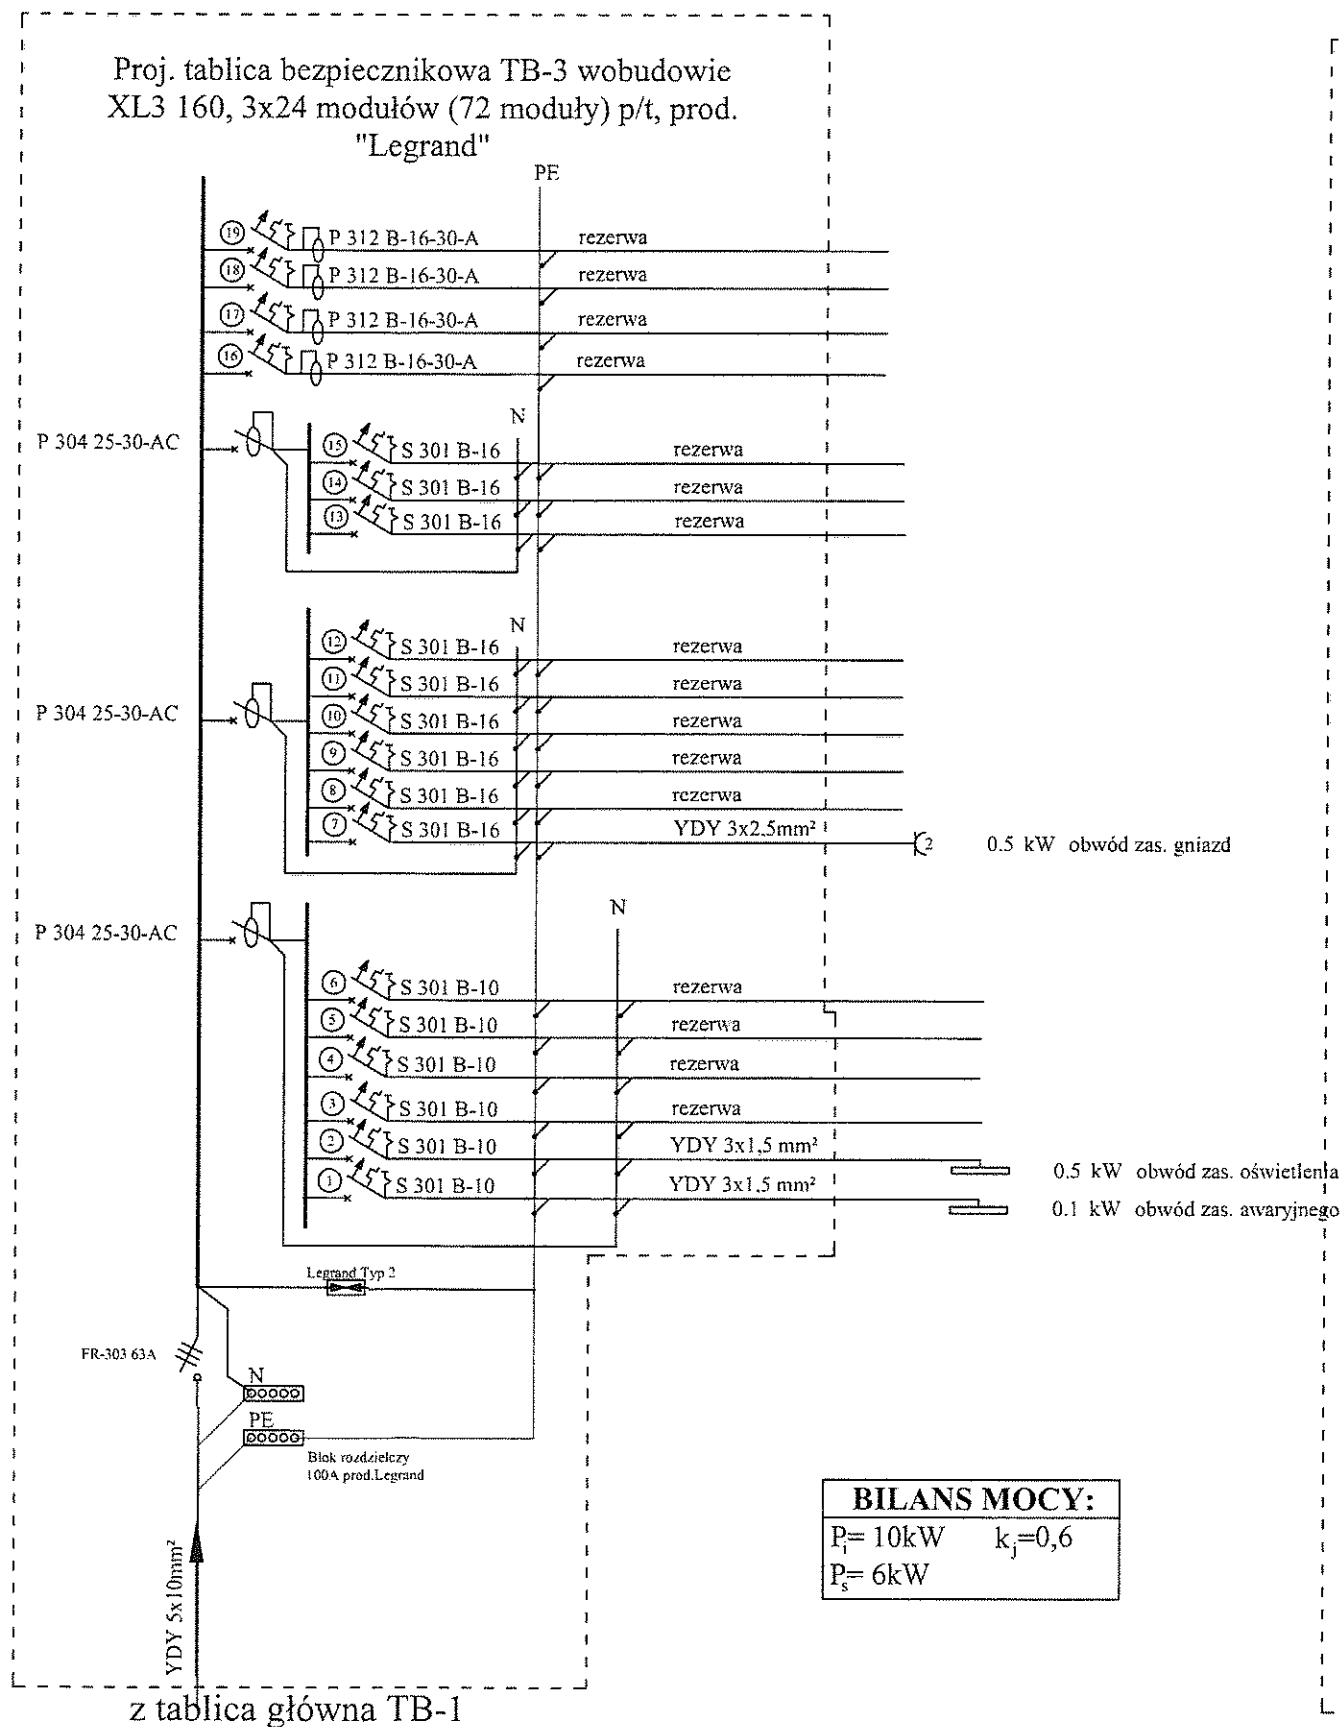 Proj. tablica bezpiecznikowa TB-3 wobudowie
XL3 160, 3x24 modułów (72 moduły) p/t, prod.
"Legrand"
PE
19 P 312 B-16-30-A rezerwa
18 P 312 B-16-30-A rezerwa
17 P 312 B-16-30-A rezerwa
16 P 312 B-16-30-A rezerwa
N
P 304 25-30-AC
15 S 301 B-16 rezerwa
14 S 301 B-16 rezerwa
13 S 301 B-16 rezerwa
N
12 S 301 B-16 rezerwa
11 S 301 B-16 rezerwa
P 304 25-30-AC
10 S 301 B-16 rezerwa
9 S 301 B-16 rezerwa
8 S 301 B-16 rezerwa
7 S 301 B-16 YDY 3x2,5mm² 2 0.5 kW obwód zas. gniazd
N
P 304 25-30-AC
6 S 301 B-10 rezerwa
5 S 301 B-10 rezerwa
4 S 301 B-10 rezerwa
3 S 301 B-10 rezerwa
2 S 301 B-10 YDY 3x1,5 mm² 0.5 kW obwód zas. oświetlenia
1 S 301 B-10 YDY 3x1,5 mm² 0.1 kW obwód zas. awaryjnego
Legrand Typ 2
FR-303 63A
N
PE
Blok rozdzielczy
100A prod.Legrand
YDY 5x10mm²
BILANS MOCY:
Pi= 10kW kj=0,6
Ps= 6kW
z tablica główna TB-1